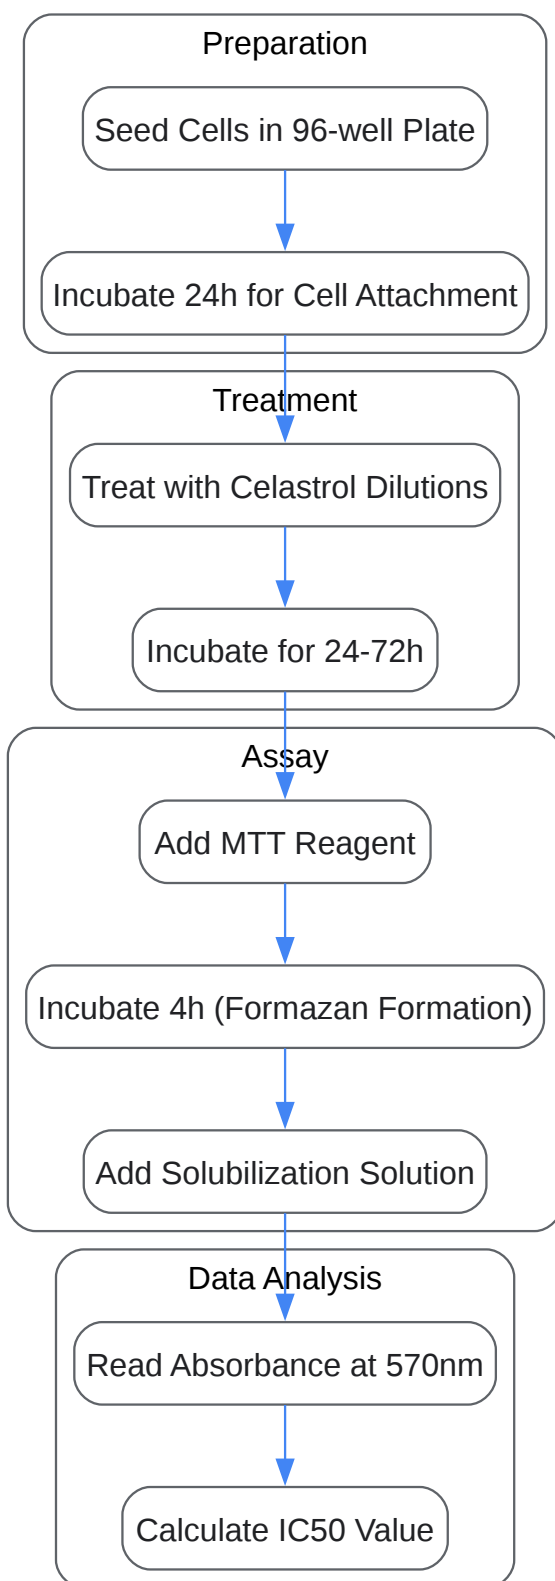 Preparation
Seed Cells in 96-well Plate
Incubate 24h for Cell Attachment
Treatment
Treat with Celastrol Dilutions
Incubate for 24-72h
Assay
Add MTT Reagent
Incubate 4h (Formazan Formation)
Add Solubilization Solution
Data Analysis
Read Absorbance at 570nm
Calculate IC50 Value